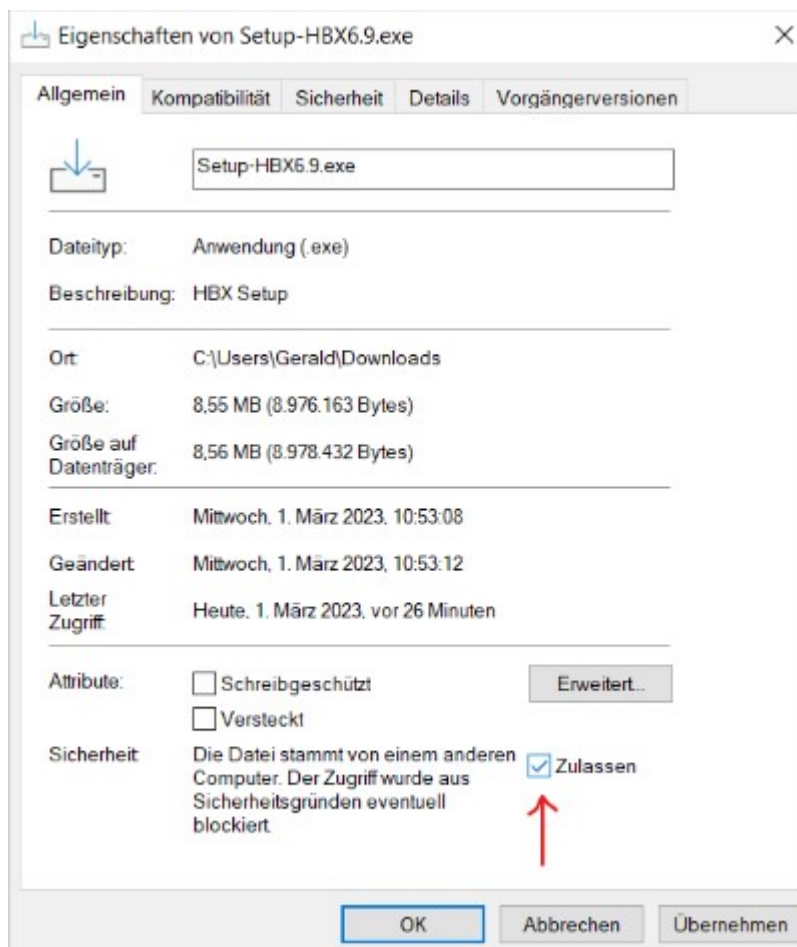 Eigenschaften von Setup-HBX6.9.exe
Allgemein Kompatibilität Sicherheit Details Vorgängerversionen
Setup-HBX6.9.exe
Dateityp: Anwendung (.exe)
Beschreibung: HBX Setup
Ort: C:\Users\Gerald\Downloads
Größe: 8,55 MB (8.976.163 Bytes)
Größe auf
Datenträger: 8,56 MB (8.978.432 Bytes)
Erstellt: Mittwoch, 1. März 2023, 10:53:08
Geändert: Mittwoch, 1. März 2023, 10:53:12
Letzter
Zugriff: Heute, 1. März 2023, vor 26 Minuten
Attribute: Schreibgeschützt Erweitert...
Versteckt
Sicherheit: Die Datei stammt von einem anderen
Computer. Der Zugriff wurde aus
Sicherheitsgründen eventuell
blockiert.
Zulassen
OK Abbrechen Übernehmen